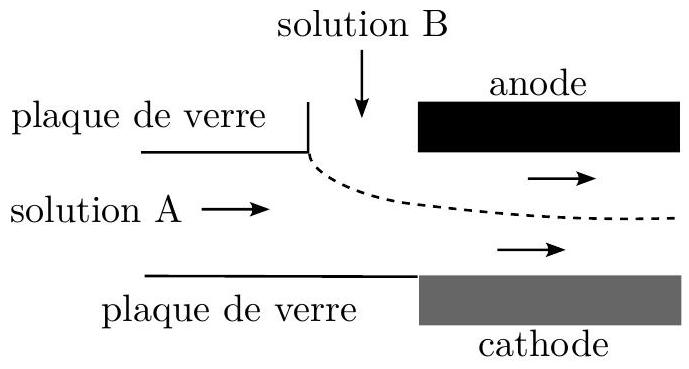 solution B
anode
plaque de verre
solution A
plaque de verre
cathode